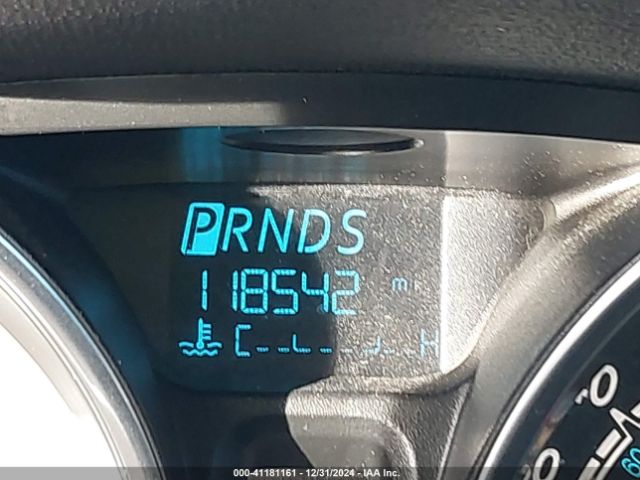 PRNDS
118542 mi
C H
000-41181161 - 12/31/2024 - IAA Inc.